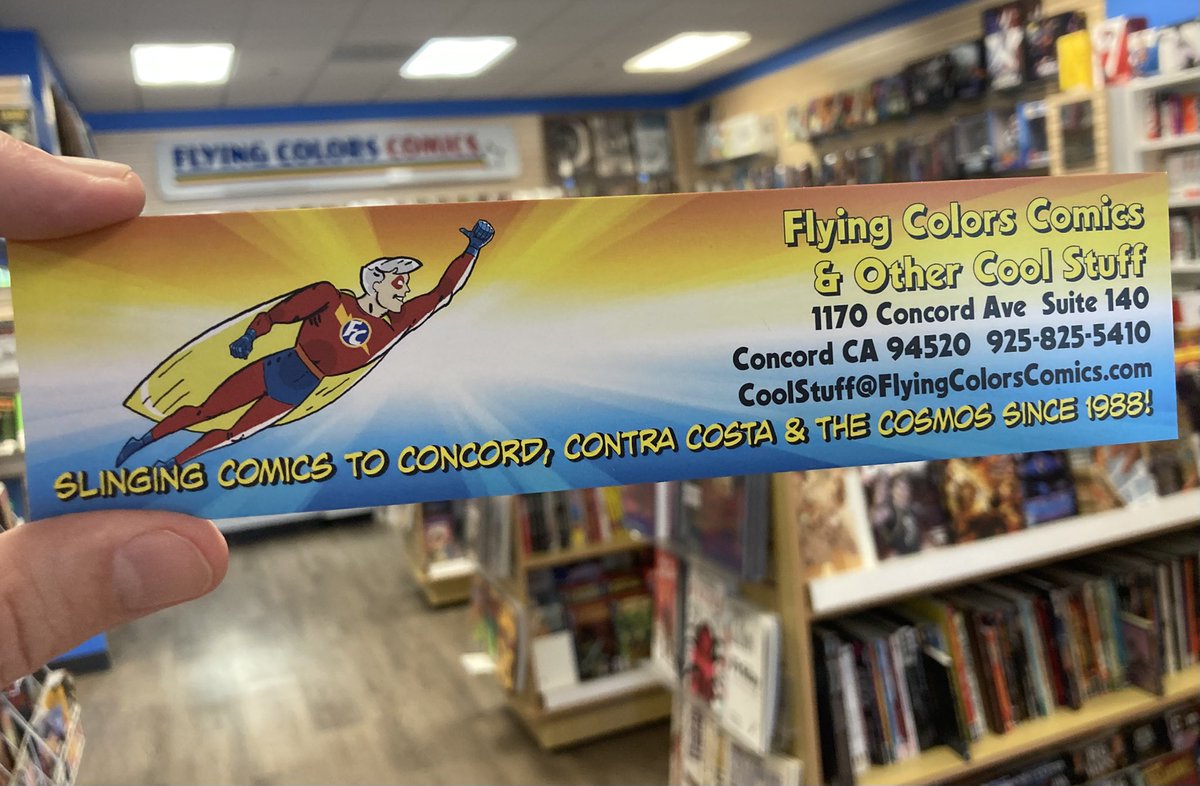 FLYING COLORS COMICS
Flying Colors Comics
& Other Cool Stuff
1170 Concord Ave Suite 140
Concord CA 94520 925-825-5410
CoolStuff@FlyingColorsComics.com
FC
SLINGING COMICS TO CONCORD, CONTRA COSTA & THE COSMOS SINCE 1988!